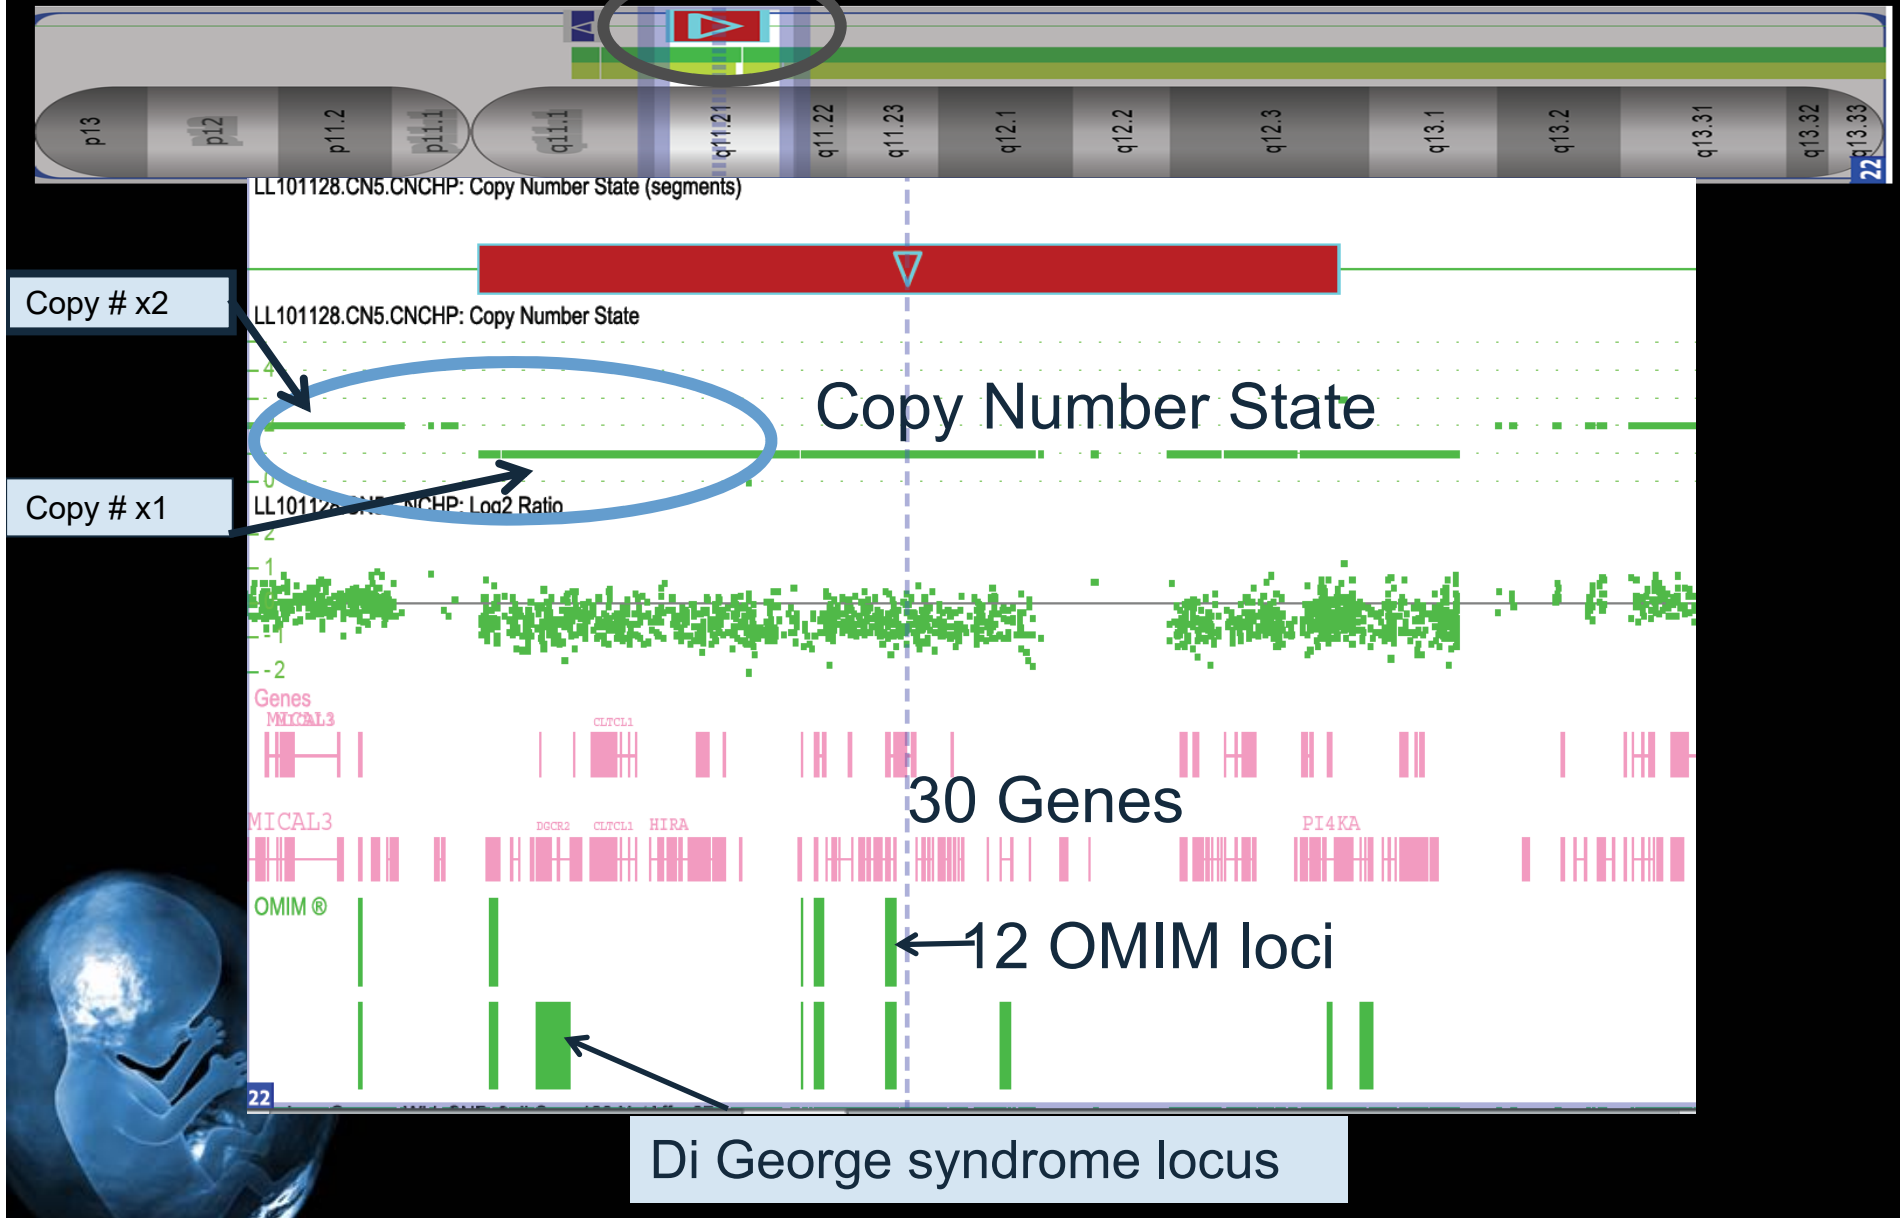 p13 p12 p11.2 p11.1 q11.1 q11.21 q11.22 q11.23 q12.1 q12.2 q12.3 q13.1 q13.2 q13.31 q13.32 q13.33
22
LL101128.CN5.CNCHP: Copy Number State (segments)
Copy # x2
LL101128.CN5.CNCHP: Copy Number State
4
Copy Number State
0
Copy # x1
LL101128.CN5.CNCHP: Log2 Ratio
2
1
-1
-2
Genes
MICAL3 CLTCL1
30 Genes
MICAL3 DGCR2 CLTCL1 HIRA PI4KA
OMIM ®
12 OMIM loci
22
Di George syndrome locus